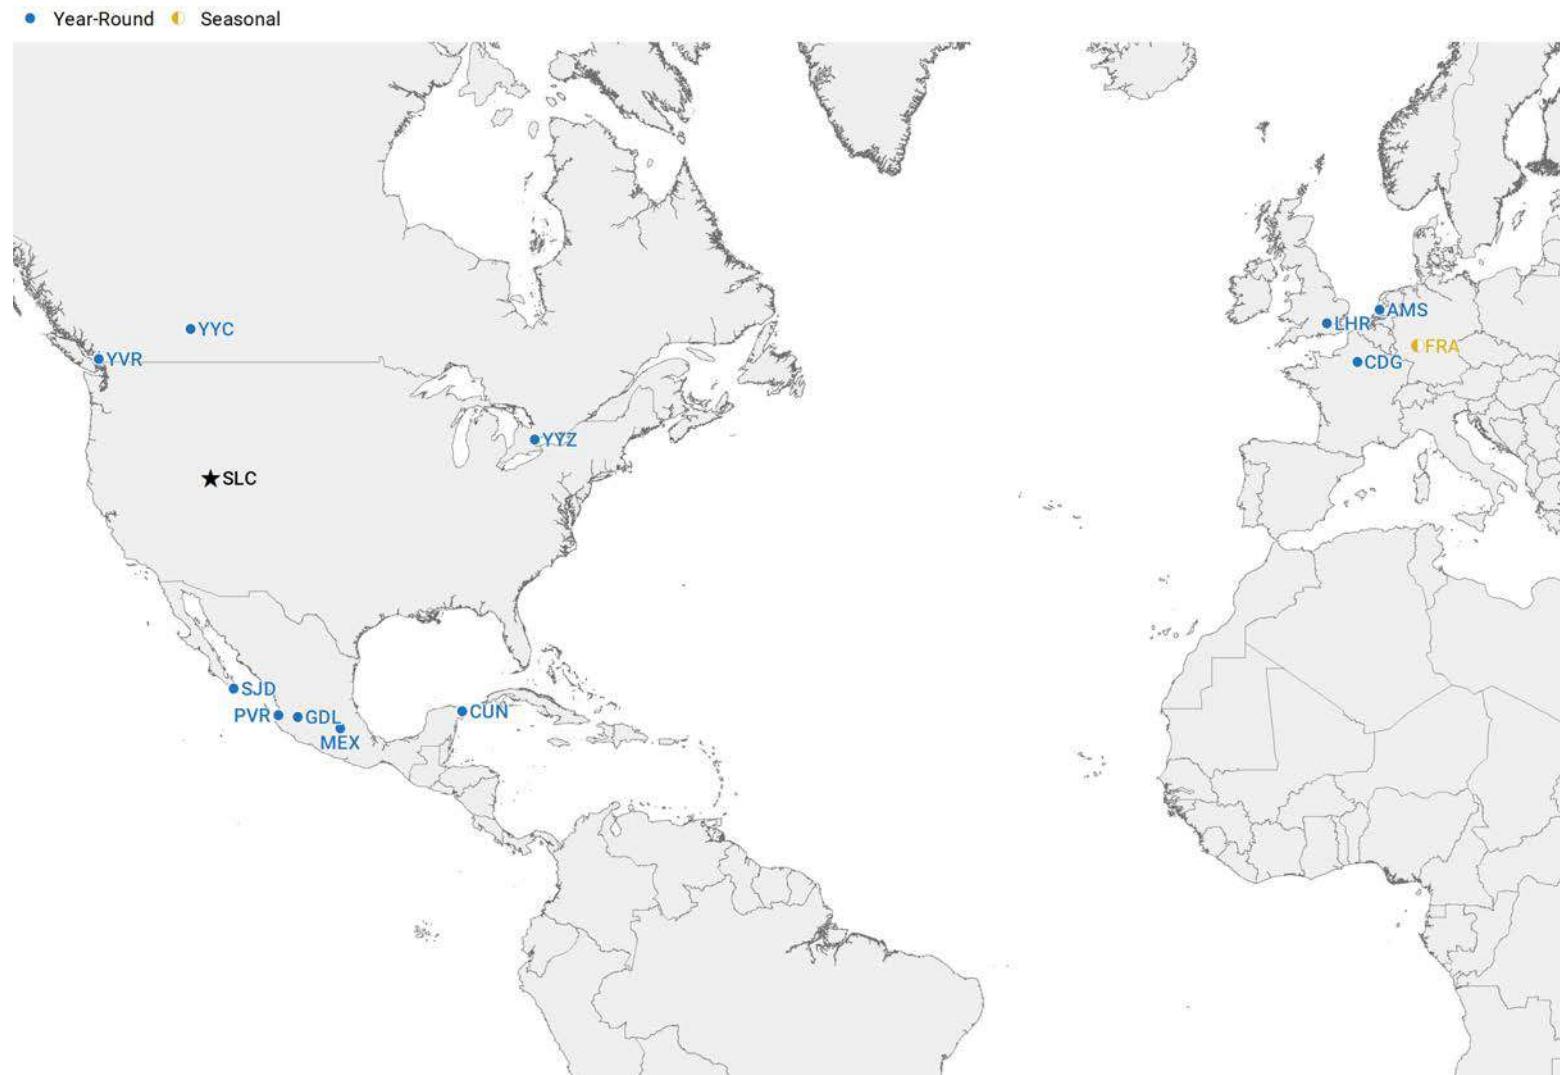 Year-Round Seasonal
AMS
LHR
YYC
FRA
YVR
CDG
YYZ
SLC
SJD
CUN
PVR
GDL
MEX